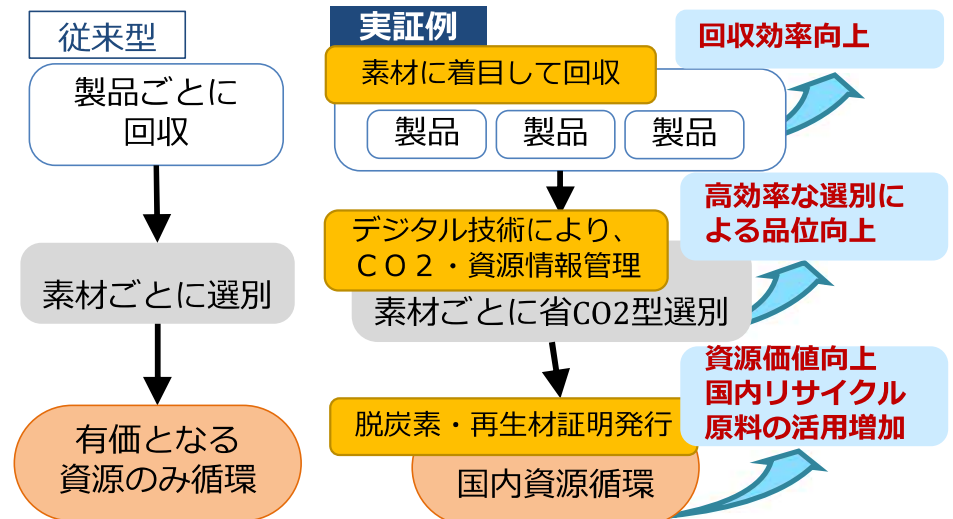 従来型
製品ごとに
回収
素材ごとに選別
有価となる
資源のみ循環
実証例
素材に着目して回収
製品 製品 製品
回収効率向上
デジタル技術により、
ＣＯ２・資源情報管理
素材ごとに省CO2型選別
高効率な選別に
よる品位向上
脱炭素・再生材証明発行
国内資源循環
資源価値向上
国内リサイクル
原料の活用増加